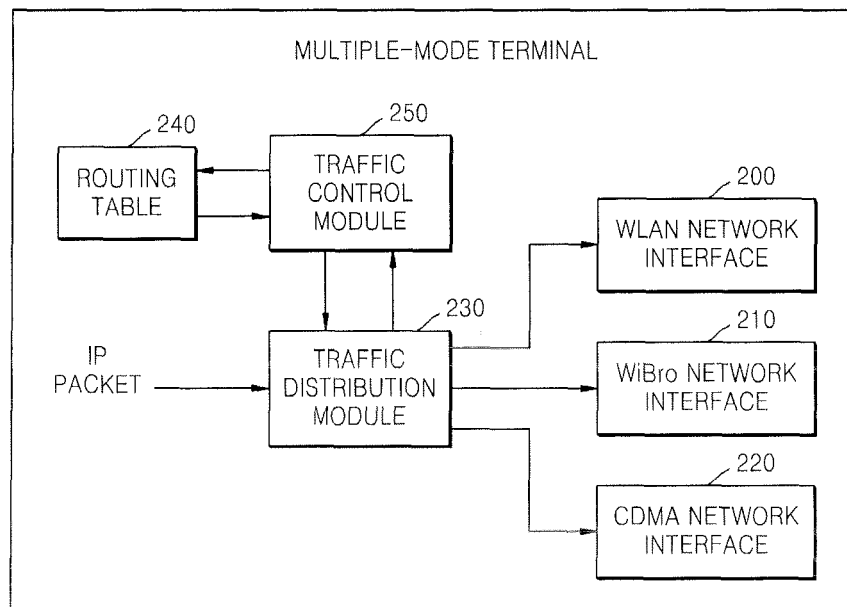 MULTIPLE-MODE TERMINAL
240
ROUTING
TABLE
250
TRAFFIC
CONTROL
MODULE
200
WLAN NETWORK
INTERFACE
IP
PACKET
230
TRAFFIC
DISTRIBUTION
MODULE
210
WiBro NETWORK
INTERFACE
220
CDMA NETWORK
INTERFACE